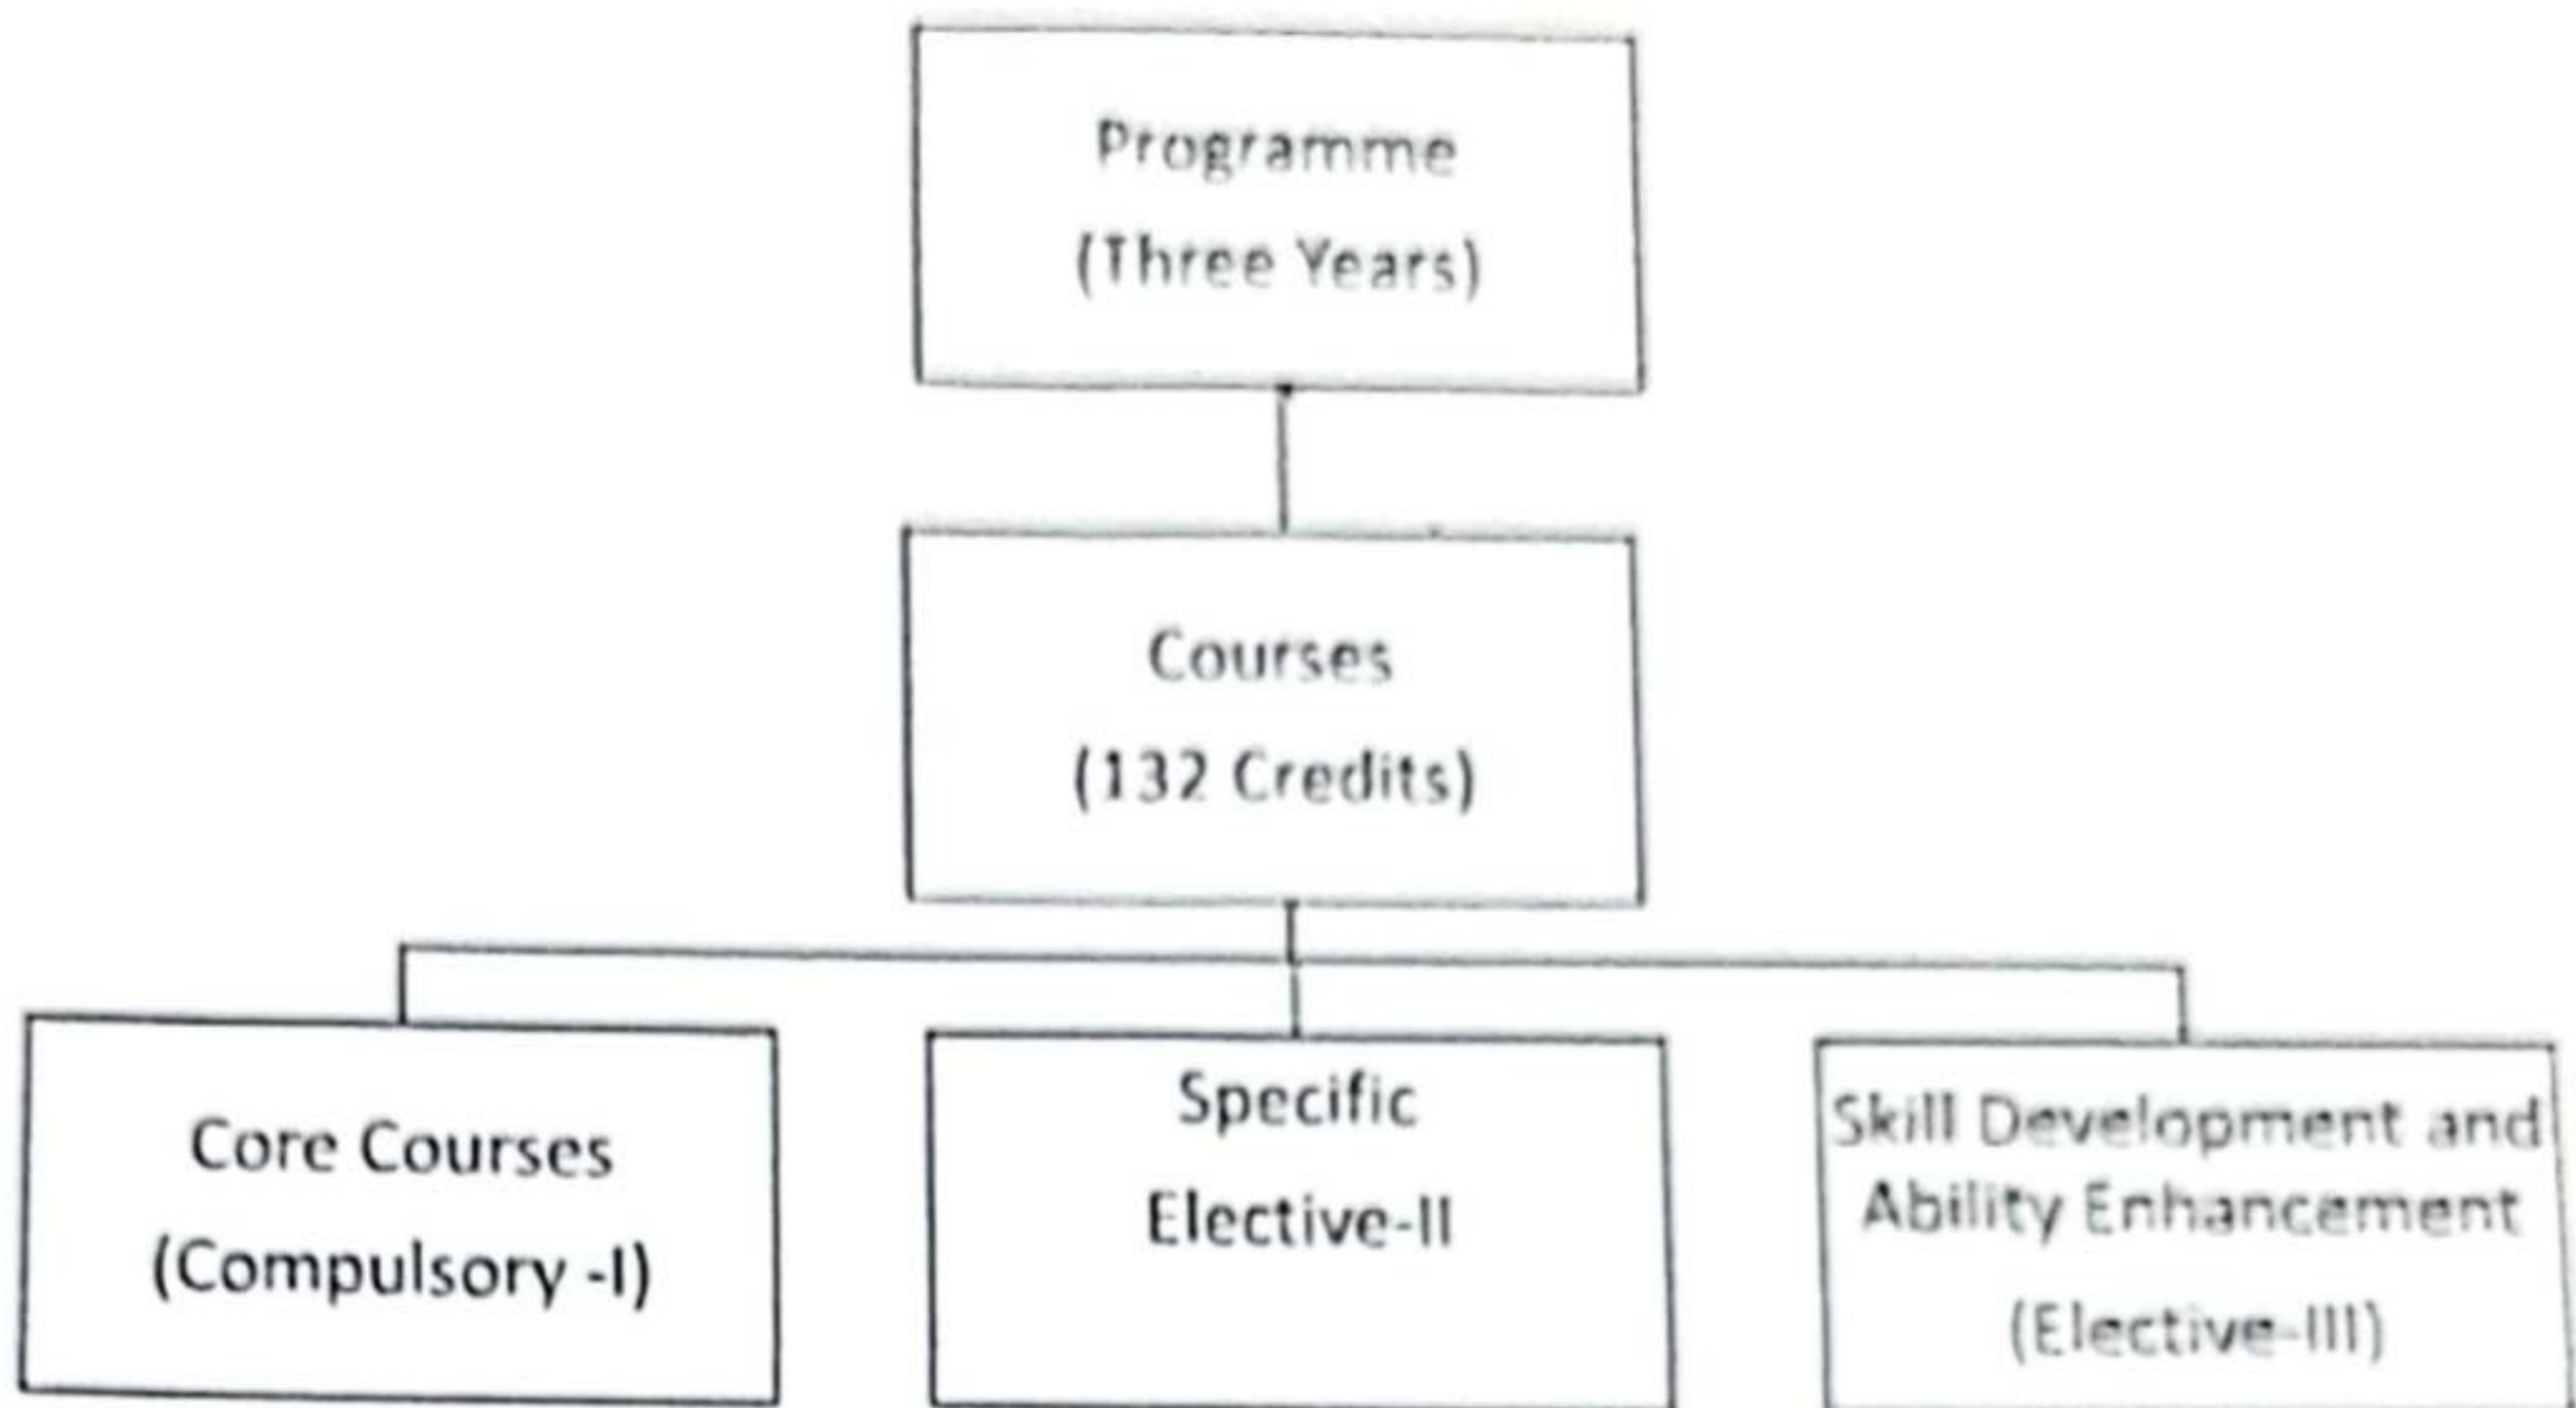 Programme
(Three Years)
Courses
(132 Credits)
Core Courses
(Compulsory -I)
Specific
Elective-II
Skill Development and
Ability Enhancement
(Elective-III)